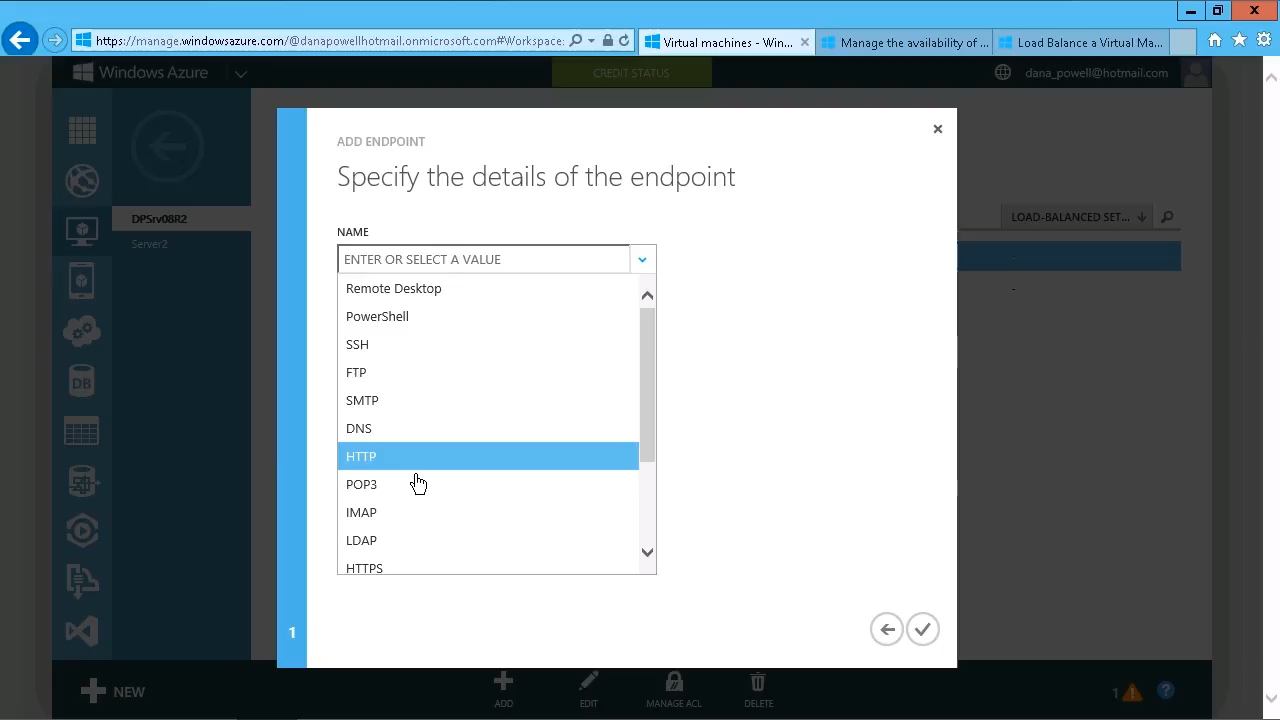 https://manage.windowsazure.com/@danapowellhotmail.onmicrosoft.com#Workspace:
Virtual machines - Win...
Manage the availability of ...
Load Balance a Virtual Ma...
Windows Azure
CREDIT STATUS
dana_powell@hotmail.com
ADD ENDPOINT
Specify the details of the endpoint
DPSrv08R2
Server2
LOAD-BALANCED SET...
NAME
ENTER OR SELECT A VALUE
Remote Desktop
PowerShell
SSH
FTP
SMTP
DNS
HTTP
POP3
IMAP
LDAP
HTTPS
DB
1
NEW
ADD
EDIT
MANAGE ACL
DELETE
1
?